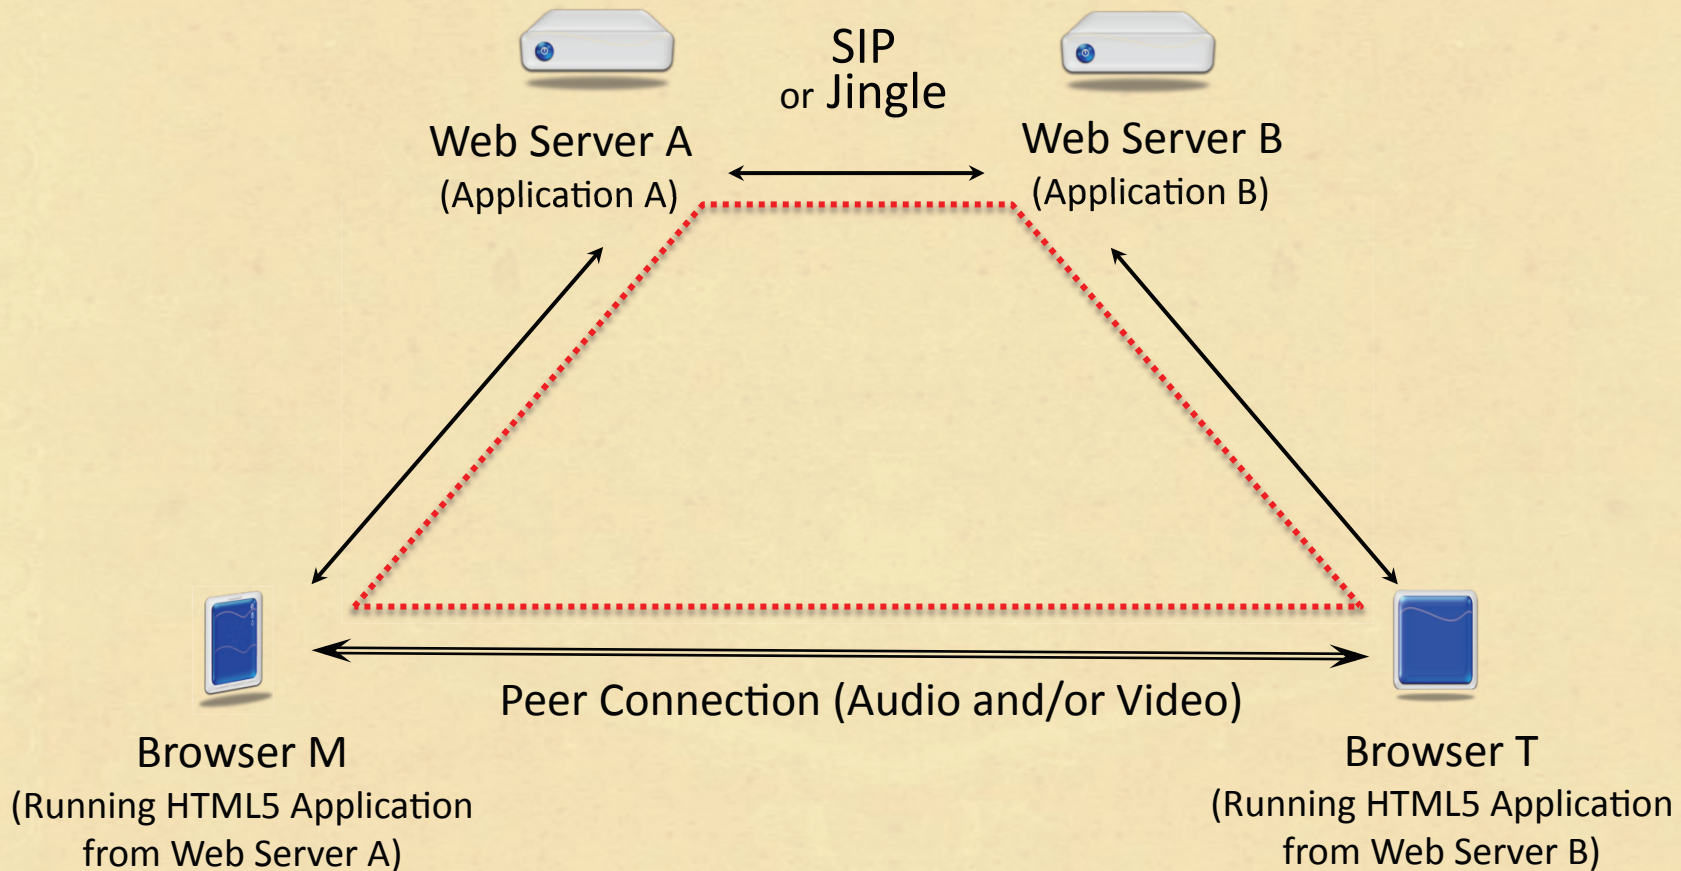 SIP
or Jingle
Web Server A
(Application A)
Web Server B
(Application B)
Peer Connection (Audio and/or Video)
Browser M
(Running HTML5 Application
from Web Server A)
Browser T
(Running HTML5 Application
from Web Server B)